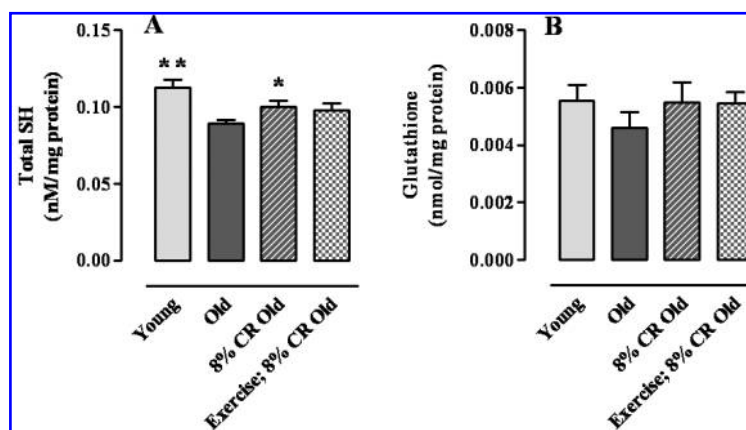 A
Total SH
(nM/mg protein)
0.15
0.10
0.05
0.00
**
*
Young
Old
8% CR Old
Exercise; 8% CR Old
B
Glutathione
(nmol/mg protein)
0.008
0.006
0.004
0.002
0.000
Young
Old
8% CR Old
Exercise; 8% CR Old